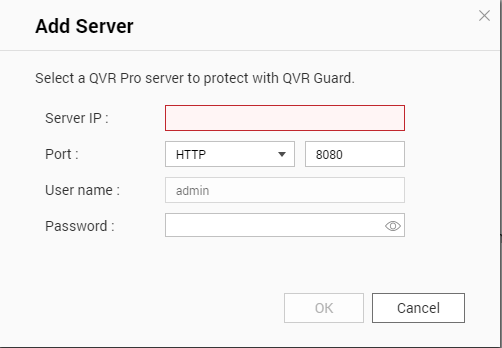 Add Server
Select a QVR Pro server to protect with QVR Guard.
Server IP :
Port : HTTP 8080
User name : admin
Password :
OK Cancel